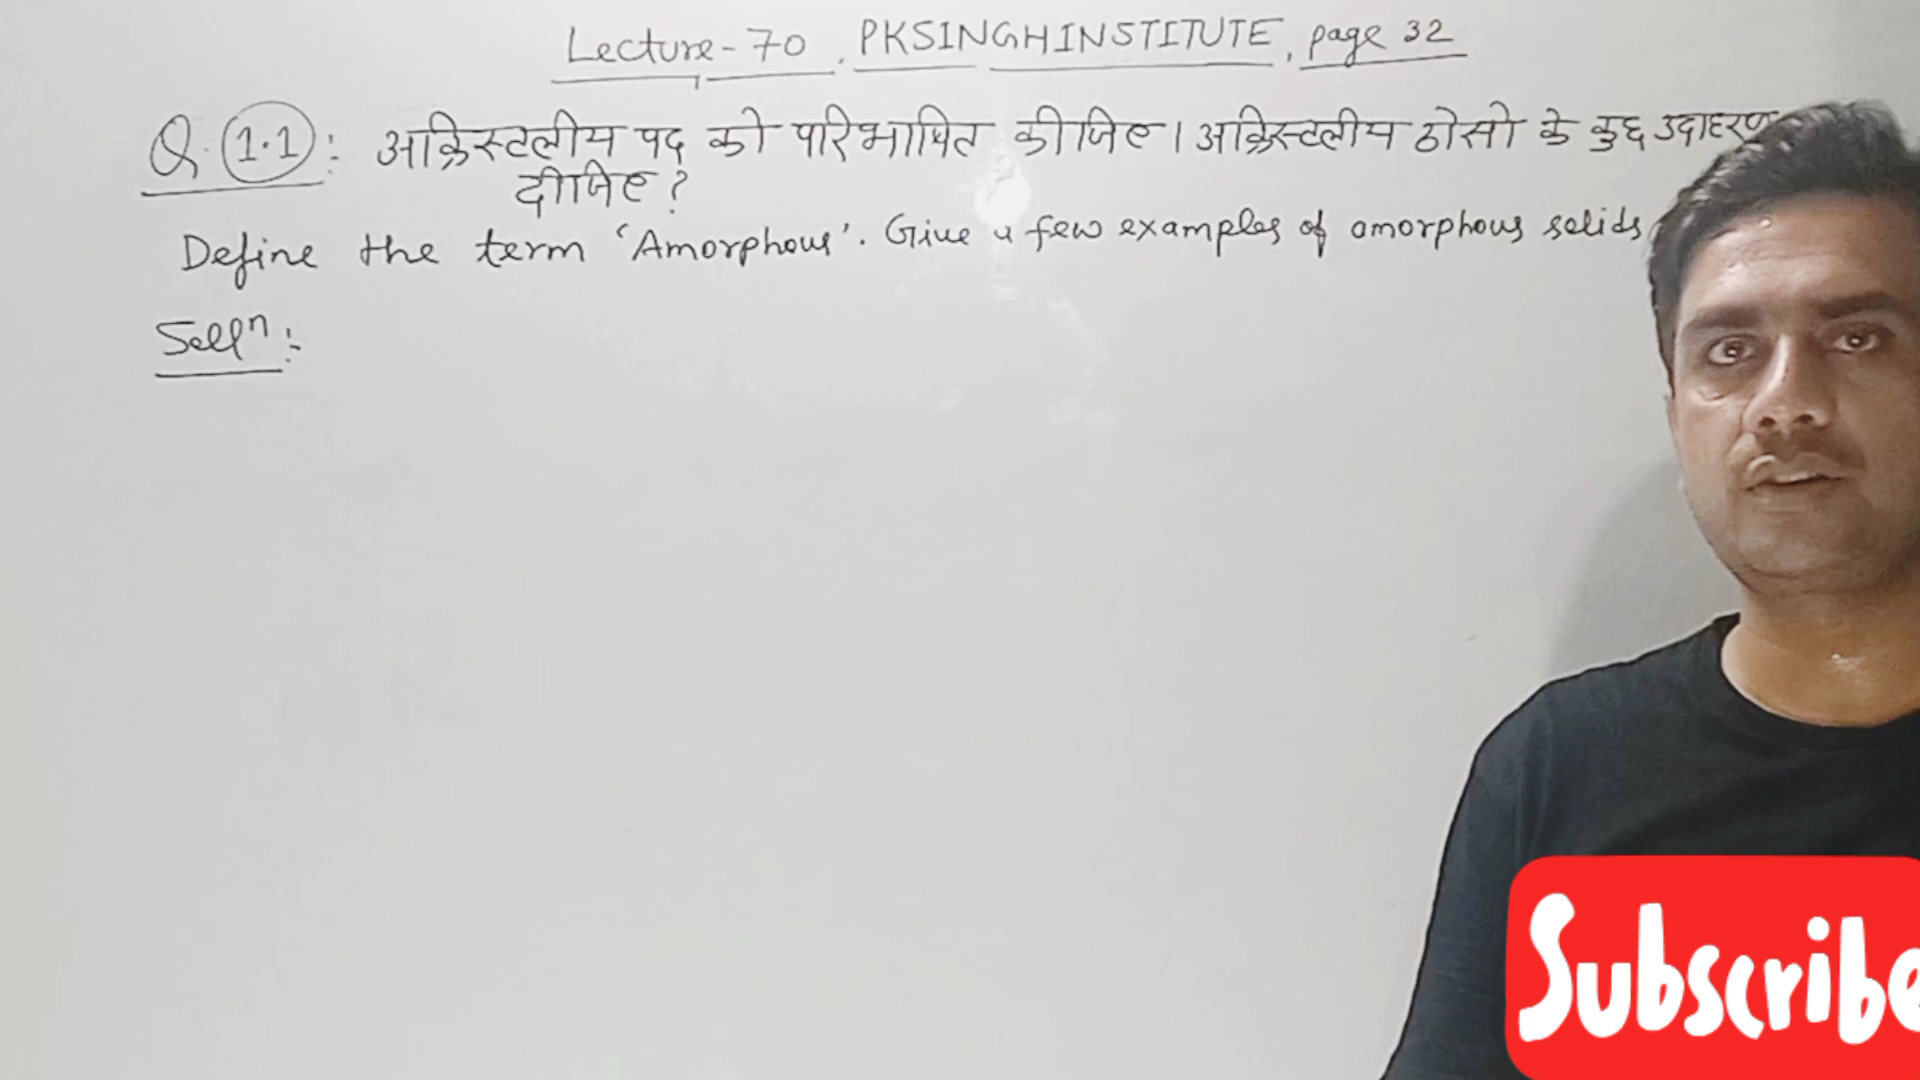 Lecture-70, PKSINGHINSTITUTE, page 32
Q.(1.1): अक्रिस्टलीय पद को परिभाषित कीजिए। अक्रिस्टलीय ठोसो के कुछ उदाहरण
दीजिए?
Define the term 'Amorphous'. Give a few examples of amorphous solids
Sollⁿ:
Subscribe